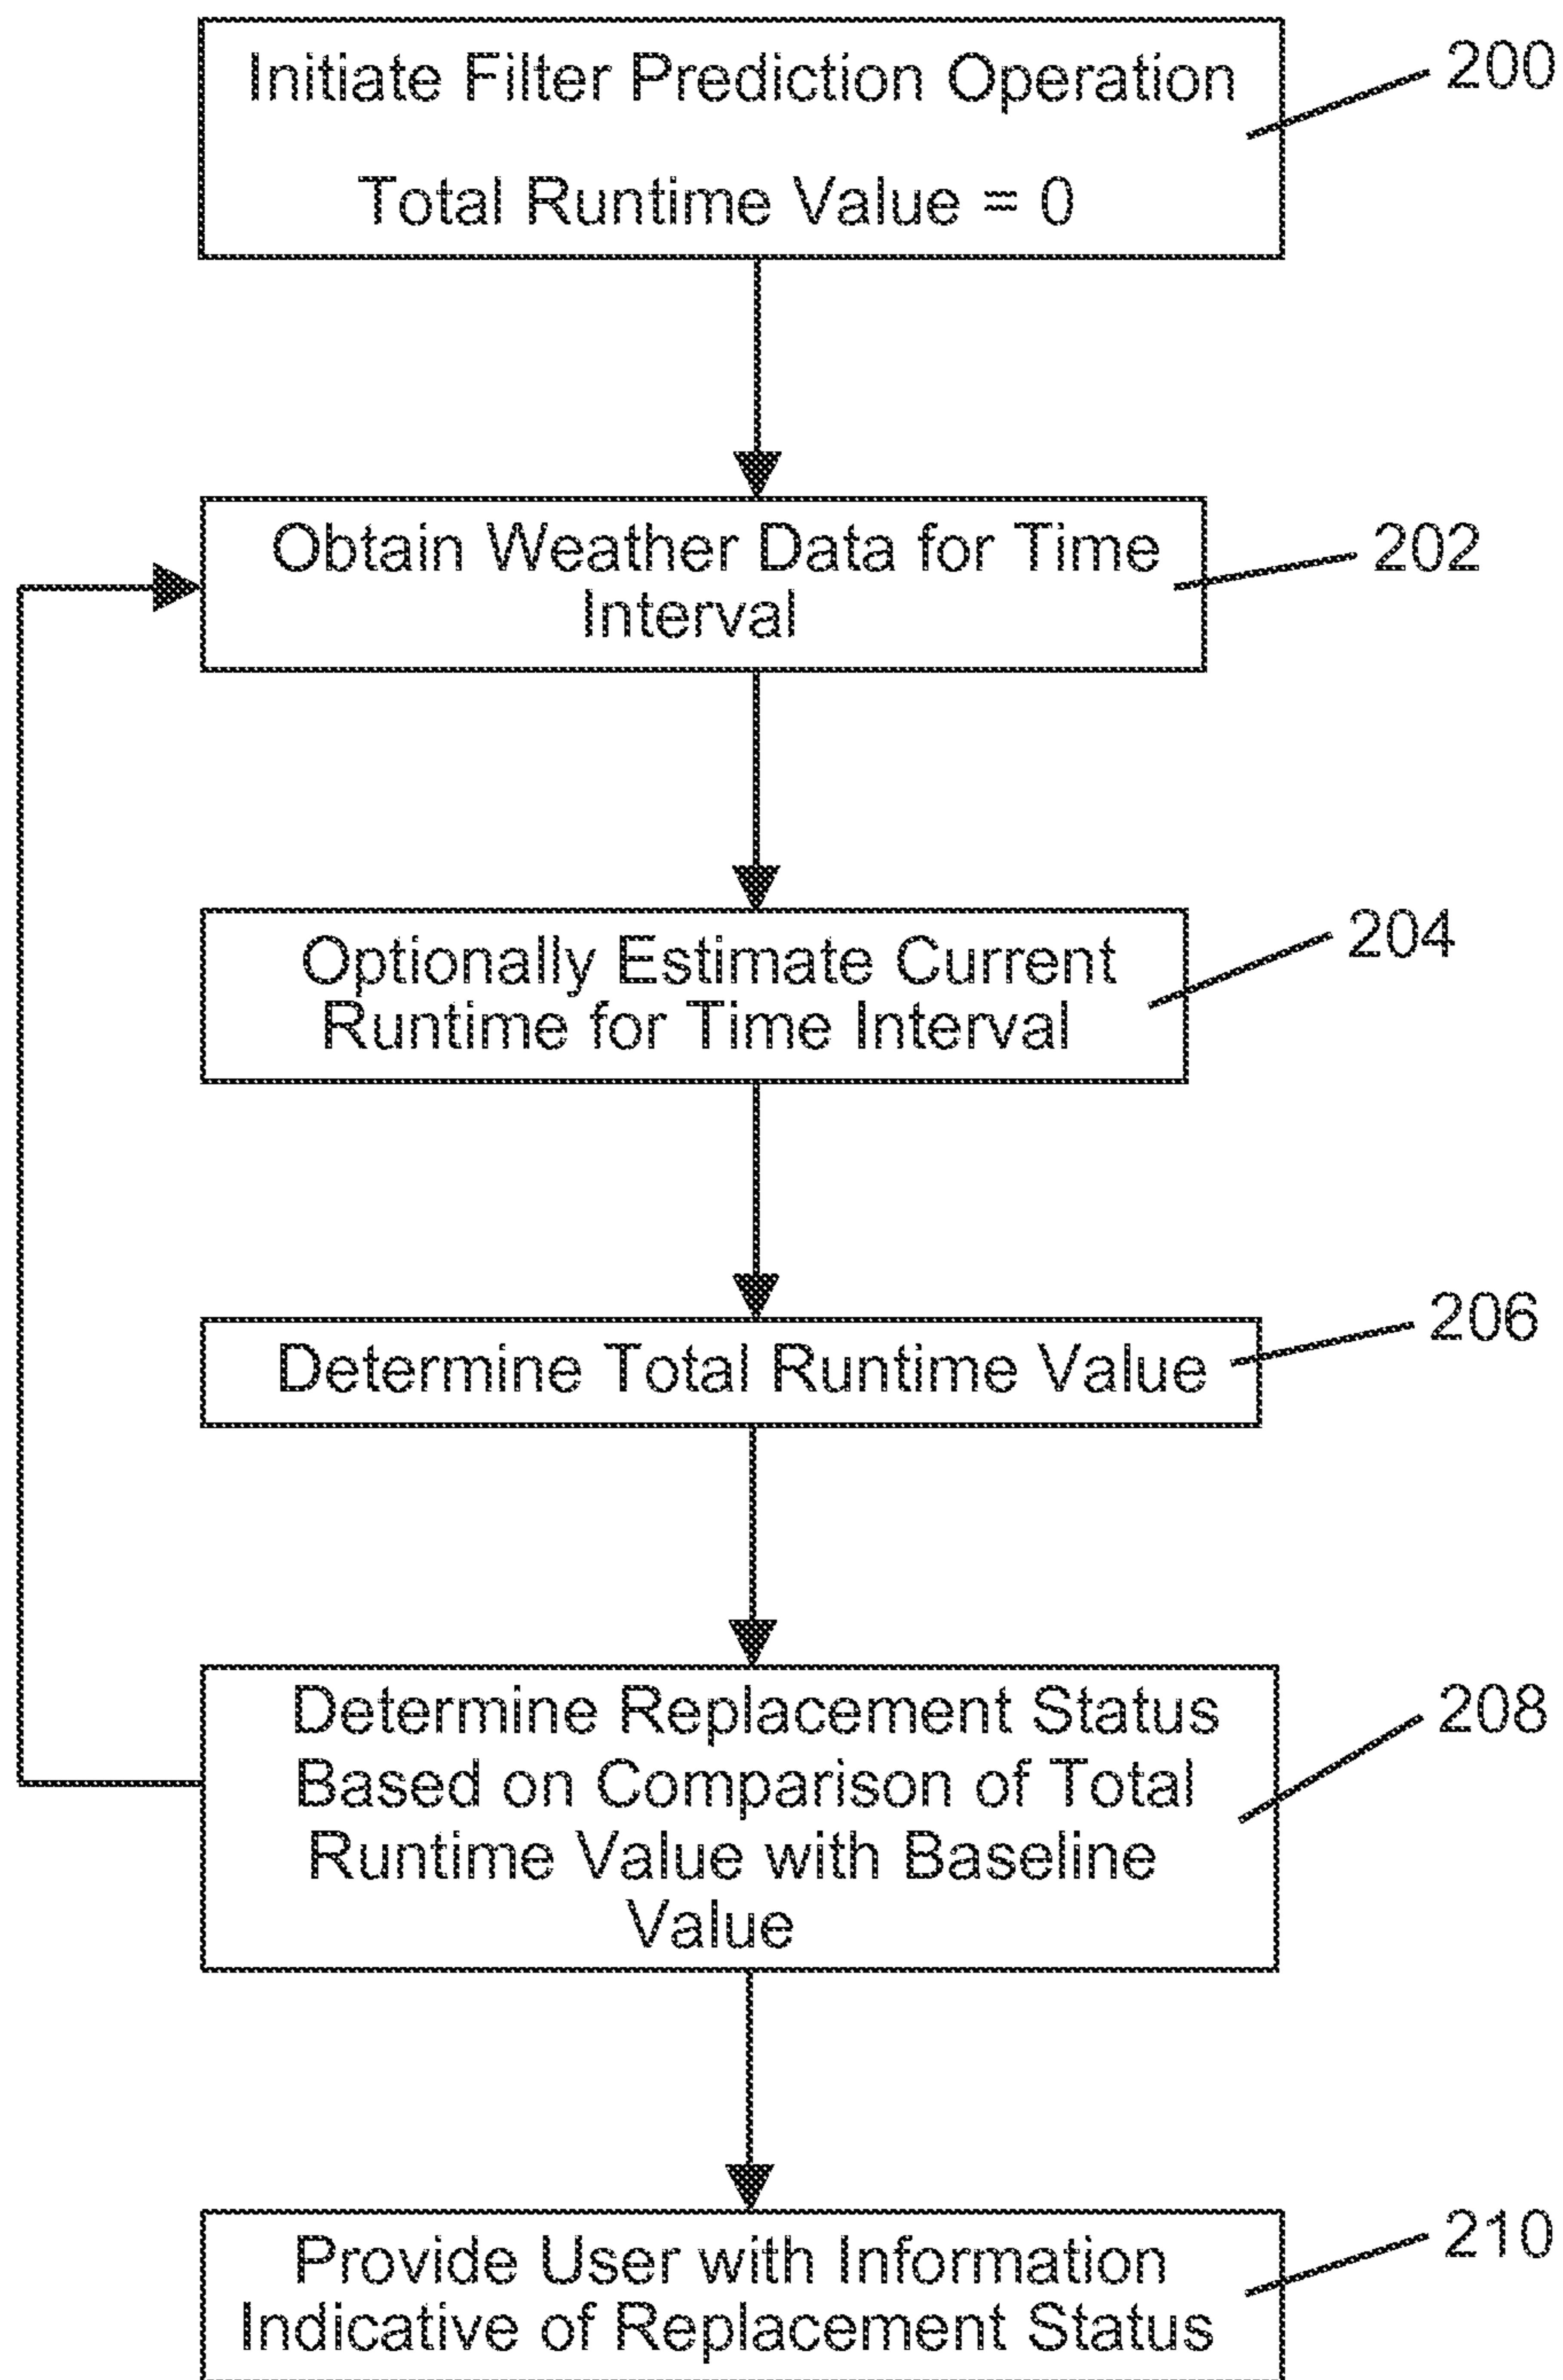 Initiate Filter Prediction Operation
200
Total Runtime Value = 0
Obtain Weather Data for Time
Interval
202
Optionally Estimate Current
Runtime for Time Interval
204
Determine Total Runtime Value
206
Determine Replacement Status
Based on Comparison of Total
Runtime Value with Baseline
Value
208
Provide User with Information
Indicative of Replacement Status
210